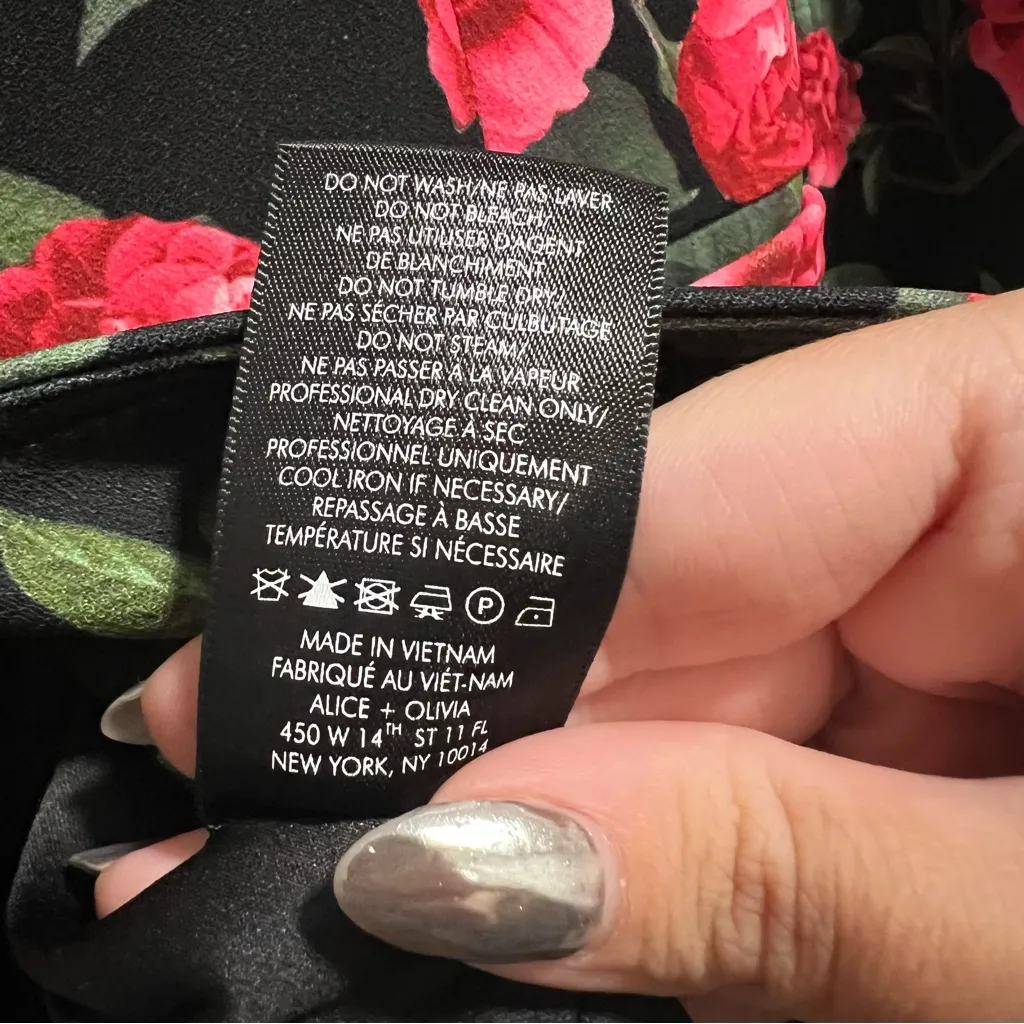 DO NOT WASH/NE PAS LAVER
DO NOT BLEACH/
NE PAS UTILISER D'AGENT
DE BLANCHIMENT
DO NOT TUMBLE DRY/
NE PAS SÉCHER PAR CULBUTAGE
DO NOT STEAM/
NE PAS PASSER À LA VAPEUR
PROFESSIONAL DRY CLEAN ONLY/
NETTOYAGE À SEC
PROFESSIONNEL UNIQUEMENT
COOL IRON IF NECESSARY/
REPASSAGE À BASSE
TEMPÉRATURE SI NÉCESSAIRE
P
MADE IN VIETNAM
FABRIQUÉ AU VIÉT-NAM
ALICE + OLIVIA
450 W 14TH ST 11 FL
NEW YORK, NY 10014